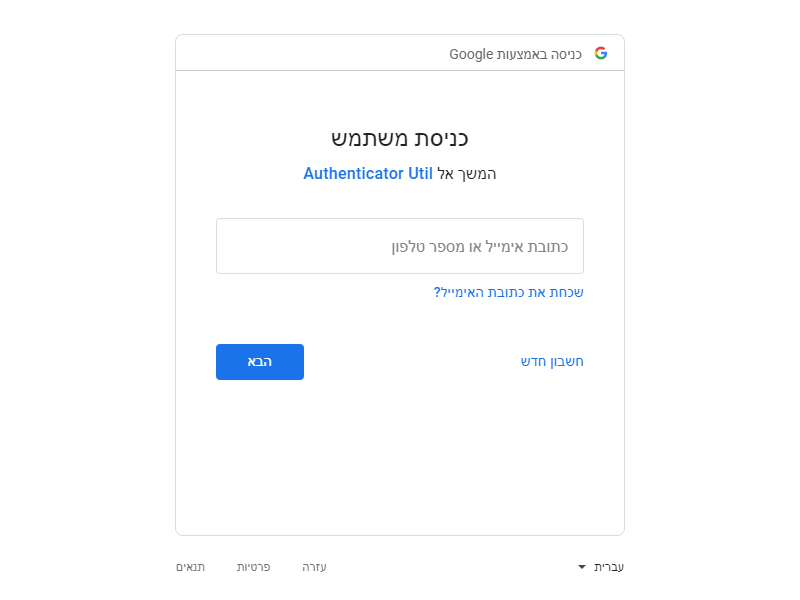 כניסה באמצעות Google
כניסת משתמש
המשך אל Authenticator Util
כתובת אימייל או מספר טלפון
שכחת את כתובת האימייל?
חשבון חדש
הבא
עברית
עזרה
פרטיות
תנאים